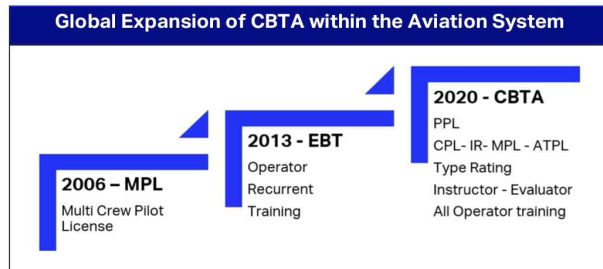 Global Expansion of CBTA within the Aviation System
2006 – MPL
Multi Crew Pilot
License
2013 - EBT
Operator
Recurrent
Training
2020 - CBTA
PPL
CPL- IR- MPL - ATPL
Type Rating
Instructor - Evaluator
All Operator training